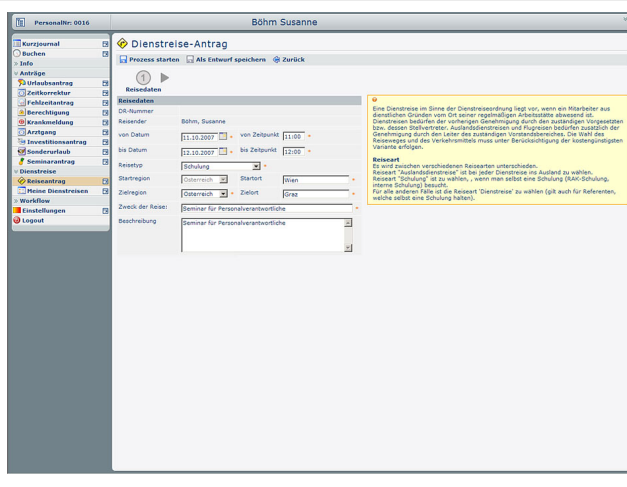 PersonalNr: 0016
Böhm Susanne
Kurzjournal
Buchen
» Info
Anträge
Urlaubsantrag
Zeitkorrektur
Fehlzeitantrag
Berechtigung
Krankmeldung
Arztgang
Investitionsantrag
Sonderurlaub
Seminarantrag
Dienstreise
Reiseantrag
Meine Dienstreisen
» Workflow
Einstellungen
Logout
Dienstreise-Antrag
Prozess starten Als Entwurf speichern Zurück
1
Reisedaten
Reisedaten
DR-Nummer
Reisender Böhm, Susanne
von Datum 11.10.2007 * von Zeitpunkt 11:00 *
bis Datum 12.10.2007 * bis Zeitpunkt 12:00 *
Reisetyp Schulung *
Startregion Österreich Startort Wien *
Zielregion Österreich * Zielort Graz *
Zweck der Reise: Seminar für Personalverantwortliche *
Beschreibung Seminar für Personalverantwortliche
Eine Dienstreise im Sinne der Dienstreiseordnung liegt vor, wenn ein Mitarbeiter aus
dienstlichen Gründen vom Ort seiner regelmäßigen Arbeitsstätte abwesend ist.
Dienstreisen bedürfen der vorherigen Genehmigung durch den zuständigen Vorgesetzten
bzw. dessen Stellvertreter. Auslandsdienstreisen und Flugreisen bedürfen zusätzlich der
Genehmigung durch den Leiter des zuständigen Vorstandsbereiches. Die Wahl des
Reiseweges und des Verkehrsmittels muss unter Berücksichtigung der kostengünstigsten
Variante erfolgen.
Reiseart
Es wird zwischen verschiedenen Reisearten unterschieden.
Reiseart "Auslandsdienstreise" ist bei jeder Dienstreise ins Ausland zu wählen.
Reiseart "Schulung" ist zu wählen, , wenn man selbst eine Schulung (RAK-Schulung,
interne Schulung) besucht.
Für alle anderen Fälle ist die Reiseart 'Dienstreise' zu wählen (gilt auch für Referenten,
welche selbst eine Schulung halten).